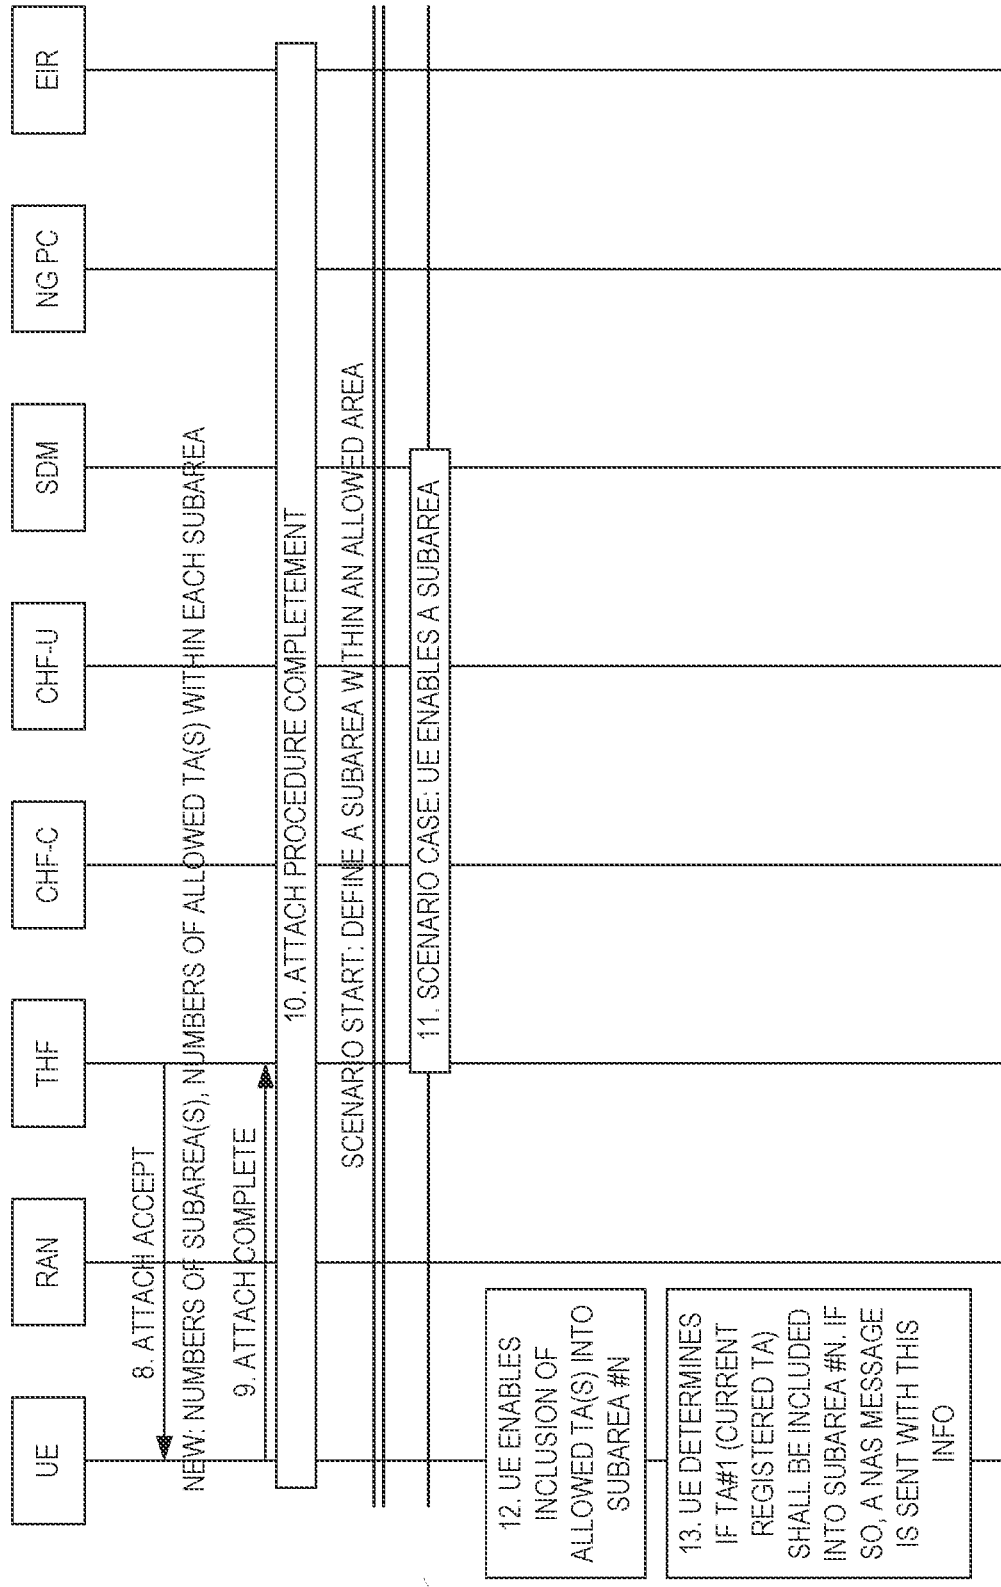 UE
RAN
THF
CHF-C
CHF-U
SDM
NG PC
EIR
8. ATTACH ACCEPT
NEW: NUMBERS OF SUBAREA(S), NUMBERS OF ALLOWED TA(S) WITHIN EACH SUBAREA
9. ATTACH COMPLETE
10. ATTACH PROCEDURE COMPLETEMENT
SCENARIO START: DEFINE A SUBAREA WITHIN AN ALLOWED AREA
11. SCENARIO CASE: UE ENABLES A SUBAREA
12. UE ENABLES
INCLUSION OF
ALLOWED TA(S) INTO
SUBAREA #N
13. UE DETERMINES
IF TA#1 (CURRENT
REGISTERED TA)
SHALL BE INCLUDED
INTO SUBAREA #N. IF
SO, A NAS MESSAGE
IS SENT WITH THIS
INFO